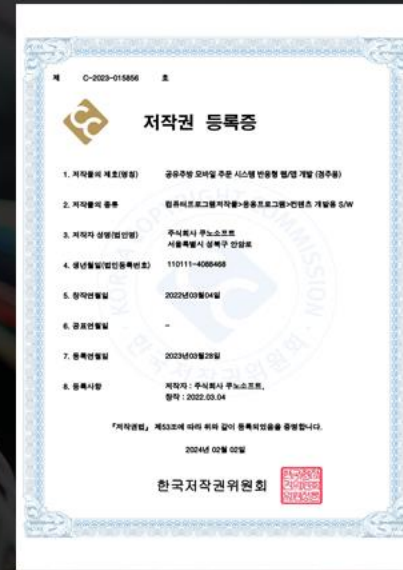 제 C-2023-015856 호
저작권 등록증
1. 저작물의 제호(명칭) 공유주방 모바일 주문 시스템 반응형 웹/앱 개발 (점주용)
2. 저작물의 종류 컴퓨터프로그램저작물>응용프로그램>컨텐츠 개발용 S/W
3. 저작자 성명(법인명) 주식회사 쿠노소프트
서울특별시 성북구 안암로
4. 생년월일(법인등록번호) 110111-4088468
5. 창작연월일 2022년03월04일
6. 공표연월일 -
7. 등록연월일 2023년03월28일
8. 등록사항 저작자 : 주식회사 쿠노소프트,
창작 : 2022.03.04
『저작권법』 제53조에 따라 위와 같이 등록되었음을 증명합니다.
2024년 02월 02일
한국저작권위원회